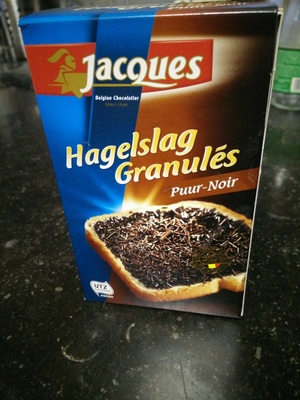 Jacques
Belgian Chocolatier
Hagelslag
Granulés
Puur-Noir
UTZ